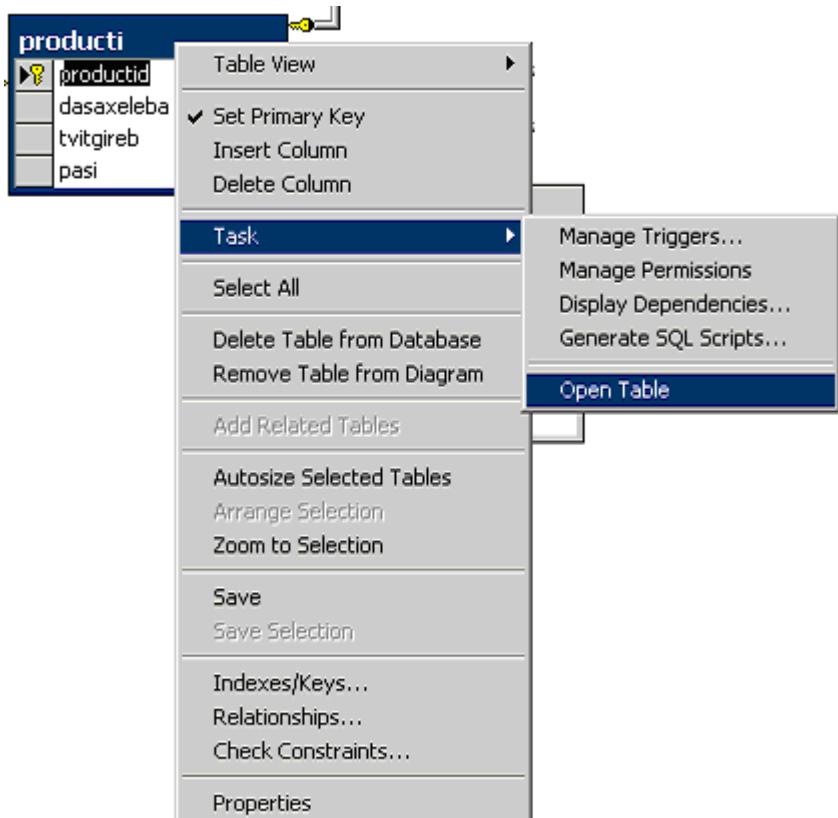 producti
productid
dasaxeleba
tvitgireb
pasi
Table View
Set Primary Key
Insert Column
Delete Column
Task
Select All
Delete Table from Database
Remove Table from Diagram
Add Related Tables
Autosize Selected Tables
Arrange Selection
Zoom to Selection
Save
Save Selection
Indexes/Keys...
Relationships...
Check Constraints...
Properties
Manage Triggers...
Manage Permissions
Display Dependencies...
Generate SQL Scripts...
Open Table